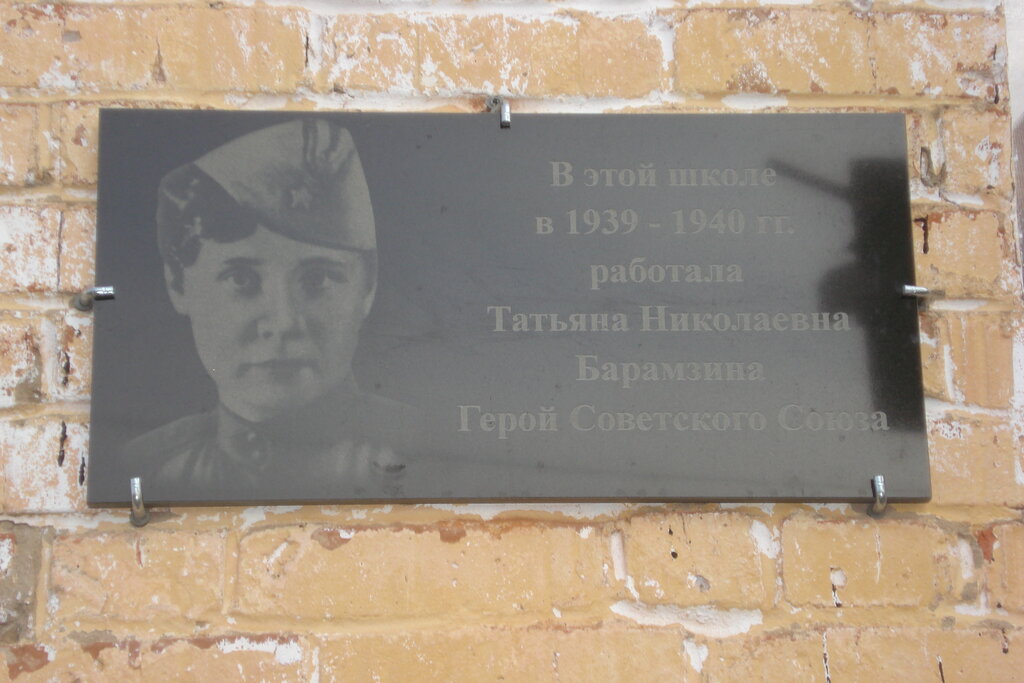 В этой школе
в 1939 - 1940 гг.
работала
Татьяна Николаевна
Барамзина
Герой Советского Союза